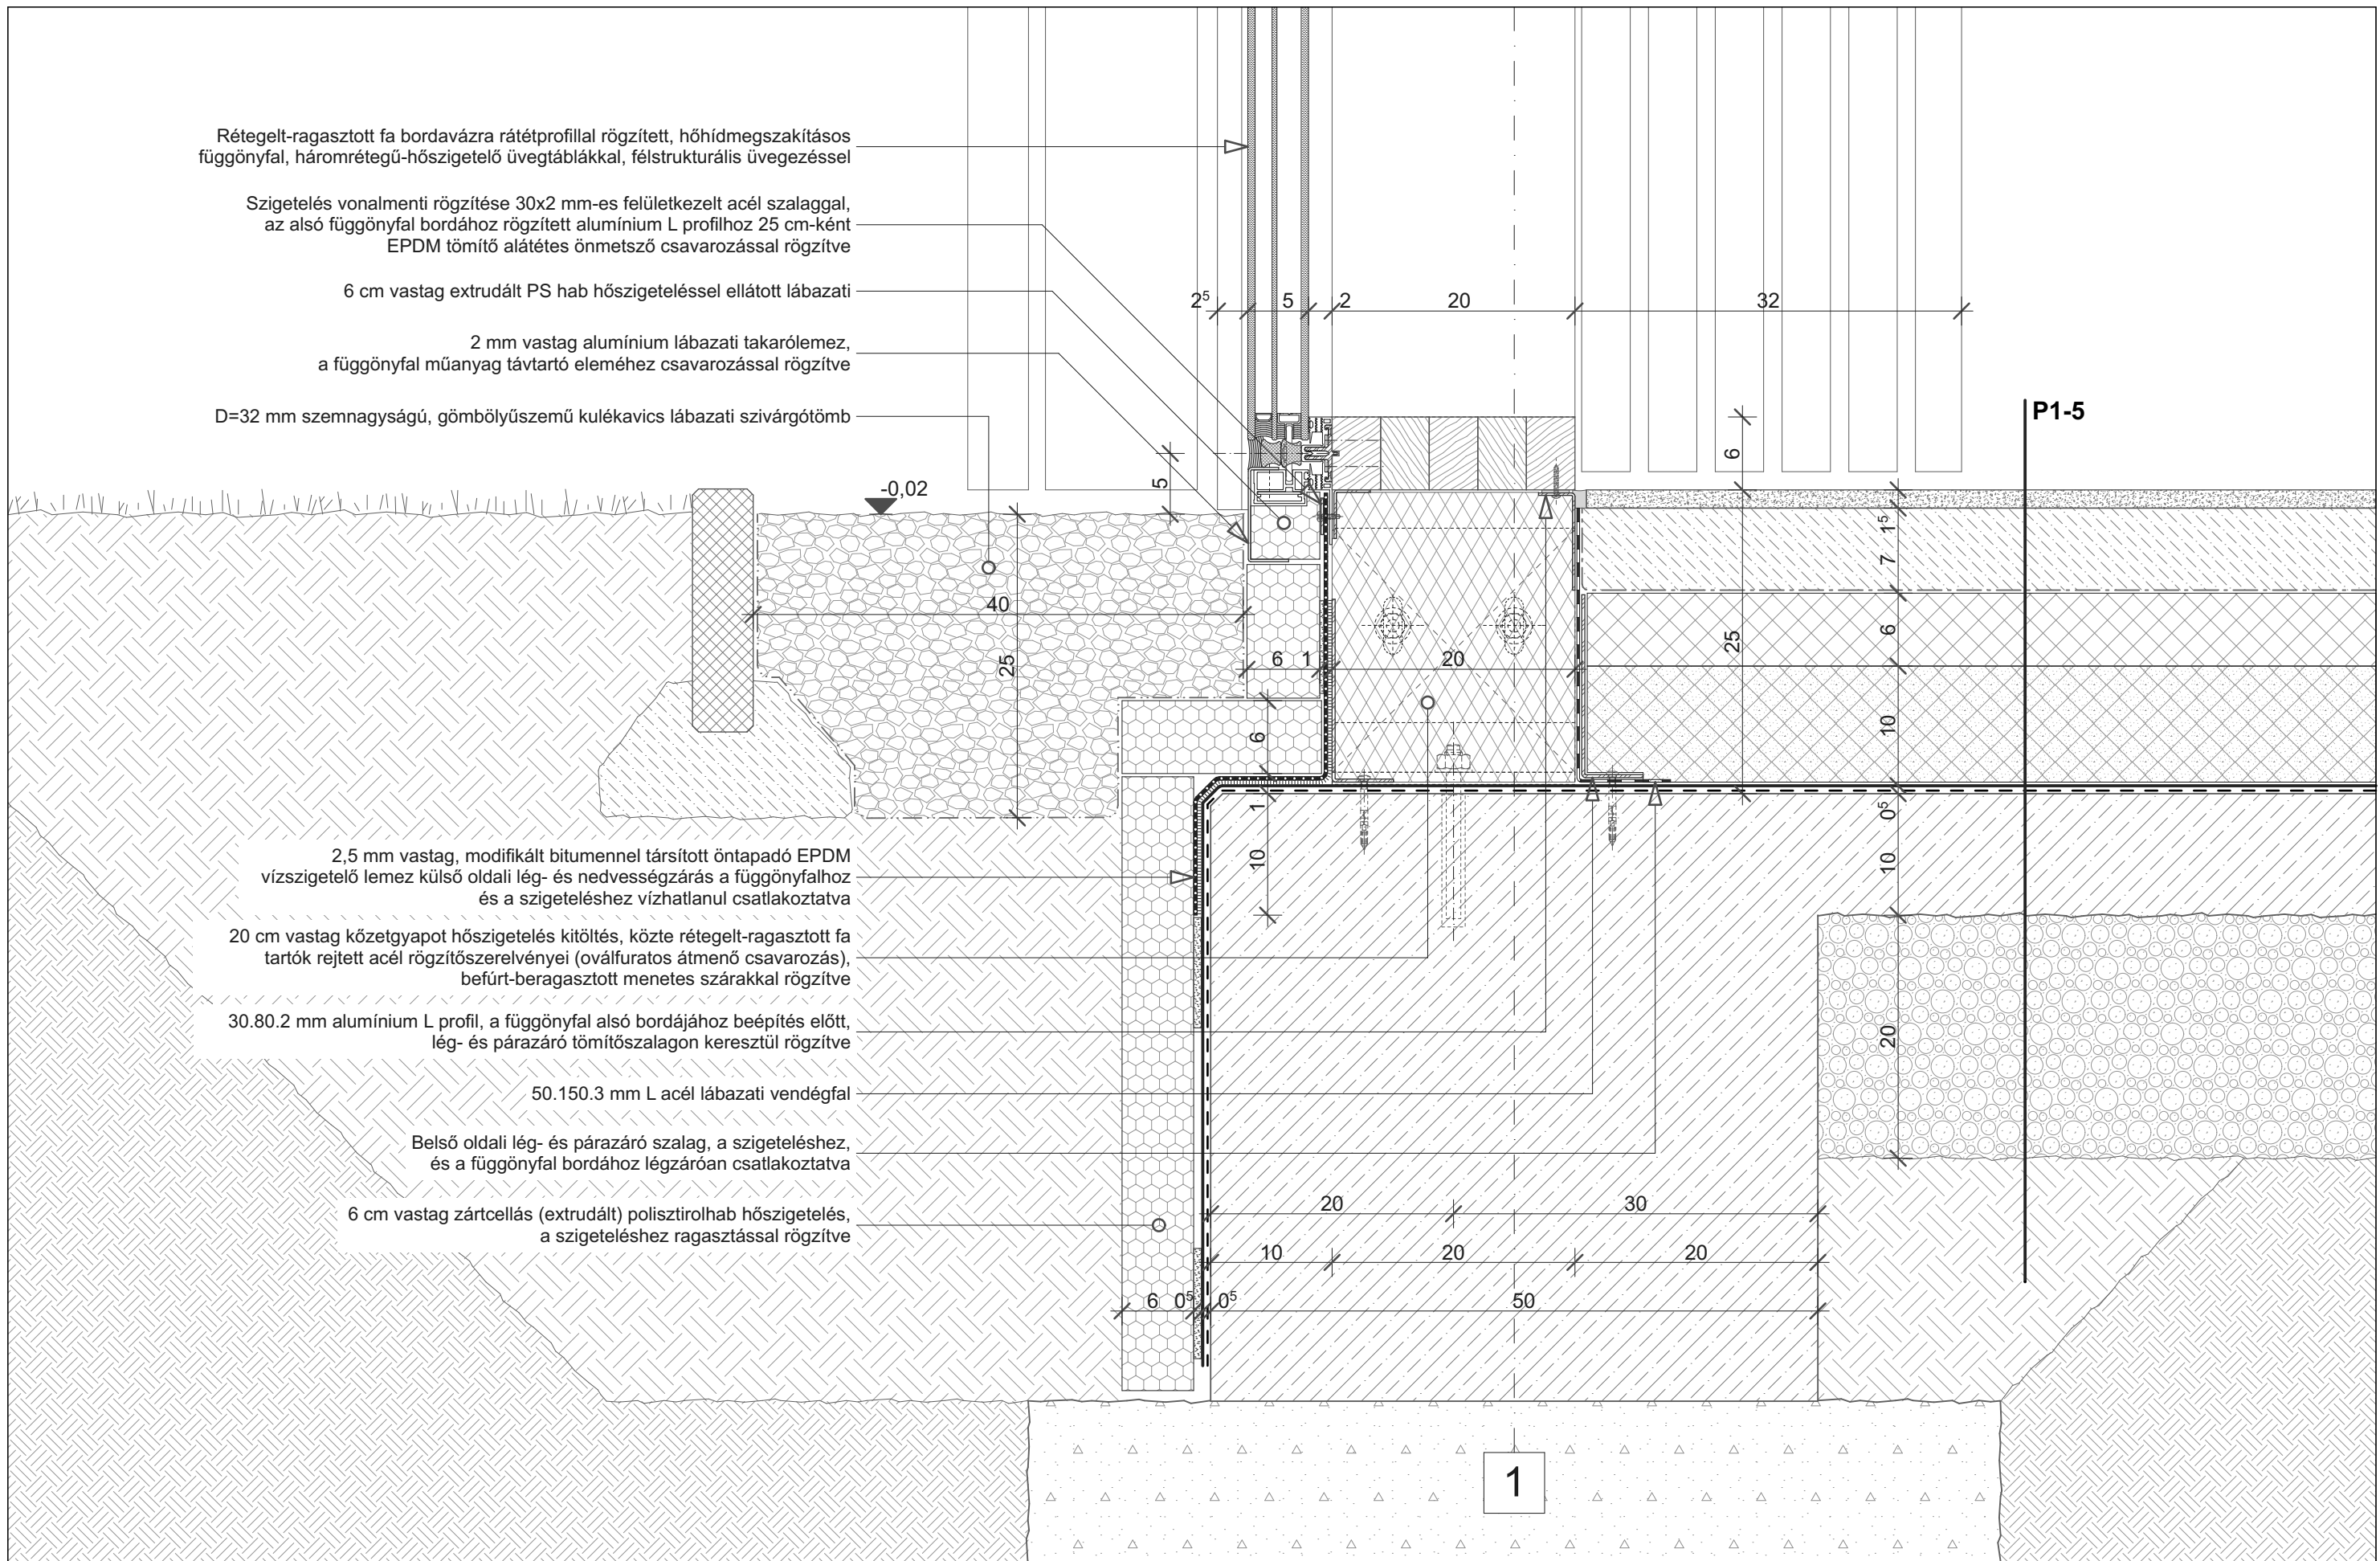 Rétegelt-ragasztott fa bordavázra rátétprofillal rögzített, hőhídmegszakításos
függönyfal, háromrétegű-hőszigetelő üvegtáblákkal, félstrukturális üvegezéssel
Szigetelés vonalmenti rögzítése 30x2 mm-es felületkezelt acél szalaggal,
az alsó függönyfal bordához rögzített alumínium L profilhoz 25 cm-ként
EPDM tömítő alátétes önmetsző csavarozással rögzítve
6 cm vastag extrudált PS hab hőszigeteléssel ellátott lábazati
2⁵ 5 2 20 32
2 mm vastag alumínium lábazati takarólemez,
a függönyfal műanyag távtartó eleméhez csavarozással rögzítve
D=32 mm szemnagyságú, gömbölyűszemű kulékavics lábazati szivárgótömb
P1-5
6
5
-0,02
1⁵
7
40
6
25
25
6 1 20
10
6
1
0⁵
10
10
2,5 mm vastag, modifikált bitumennel társított öntapadó EPDM
vízszigetelő lemez külső oldali lég- és nedvességzárás a függönyfalhoz
és a szigeteléshez vízhatlanul csatlakoztatva
20 cm vastag kőzetgyapot hőszigetelés kitöltés, közte rétegelt-ragasztott fa
tartók rejtett acél rögzítőszerelvényei (oválfuratos átmenő csavarozás),
befúrt-beragasztott menetes szárakkal rögzítve
30.80.2 mm alumínium L profil, a függönyfal alsó bordájához beépítés előtt,
lég- és párazáró tömítőszalagon keresztül rögzítve
20
50.150.3 mm L acél lábazati vendégfal
Belső oldali lég- és párazáró szalag, a szigeteléshez,
és a függönyfal bordához légzáróan csatlakoztatva
6 cm vastag zártcellás (extrudált) polisztirolhab hőszigetelés,
a szigeteléshez ragasztással rögzítve
20 30
10 20 20
6 0⁵ 0⁵ 50
1